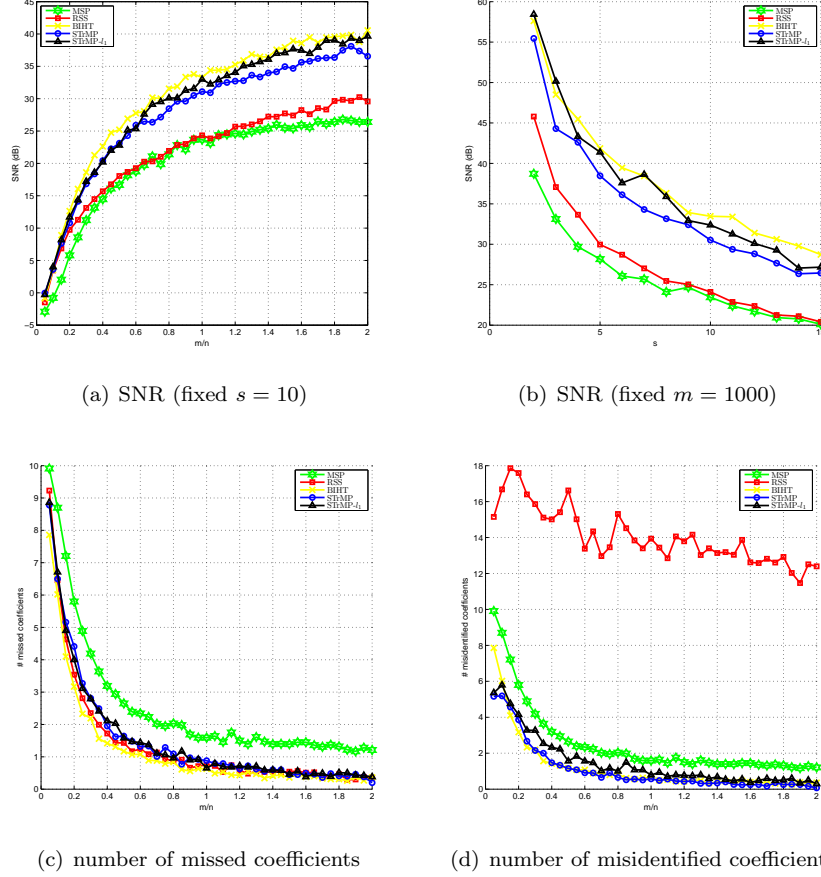 45
40
35
30
25
20
15
10
5
0
−5
0 0.2 0.4 0.6 0.8 1 1.2 1.4 1.6 1.8 2
m/n
SNR (dB)
MSP
RSS
BIHT
STrMP
STrMP-l1
(a) SNR (fixed s = 10)
60
55
50
45
40
35
30
25
20
0 5 10 1
s
SNR (dB)
MSP
RSS
BIHT
STrMP
STrMP-l1
(b) SNR (fixed m = 1000)
10
9
8
7
6
5
4
3
2
1
0
0 0.2 0.4 0.6 0.8 1 1.2 1.4 1.6 1.8 2
m/n
# missed coefficients
MSP
RSS
BIHT
STrMP
STrMP-l1
(c) number of missed coefficients
18
16
14
12
10
8
6
4
2
0
0 0.2 0.4 0.6 0.8 1 1.2 1.4 1.6 1.8 2
m/n
# misidentified coefficients
MSP
RSS
BIHT
STrMP
STrMP-l1
(d) number of misidentified coefficient